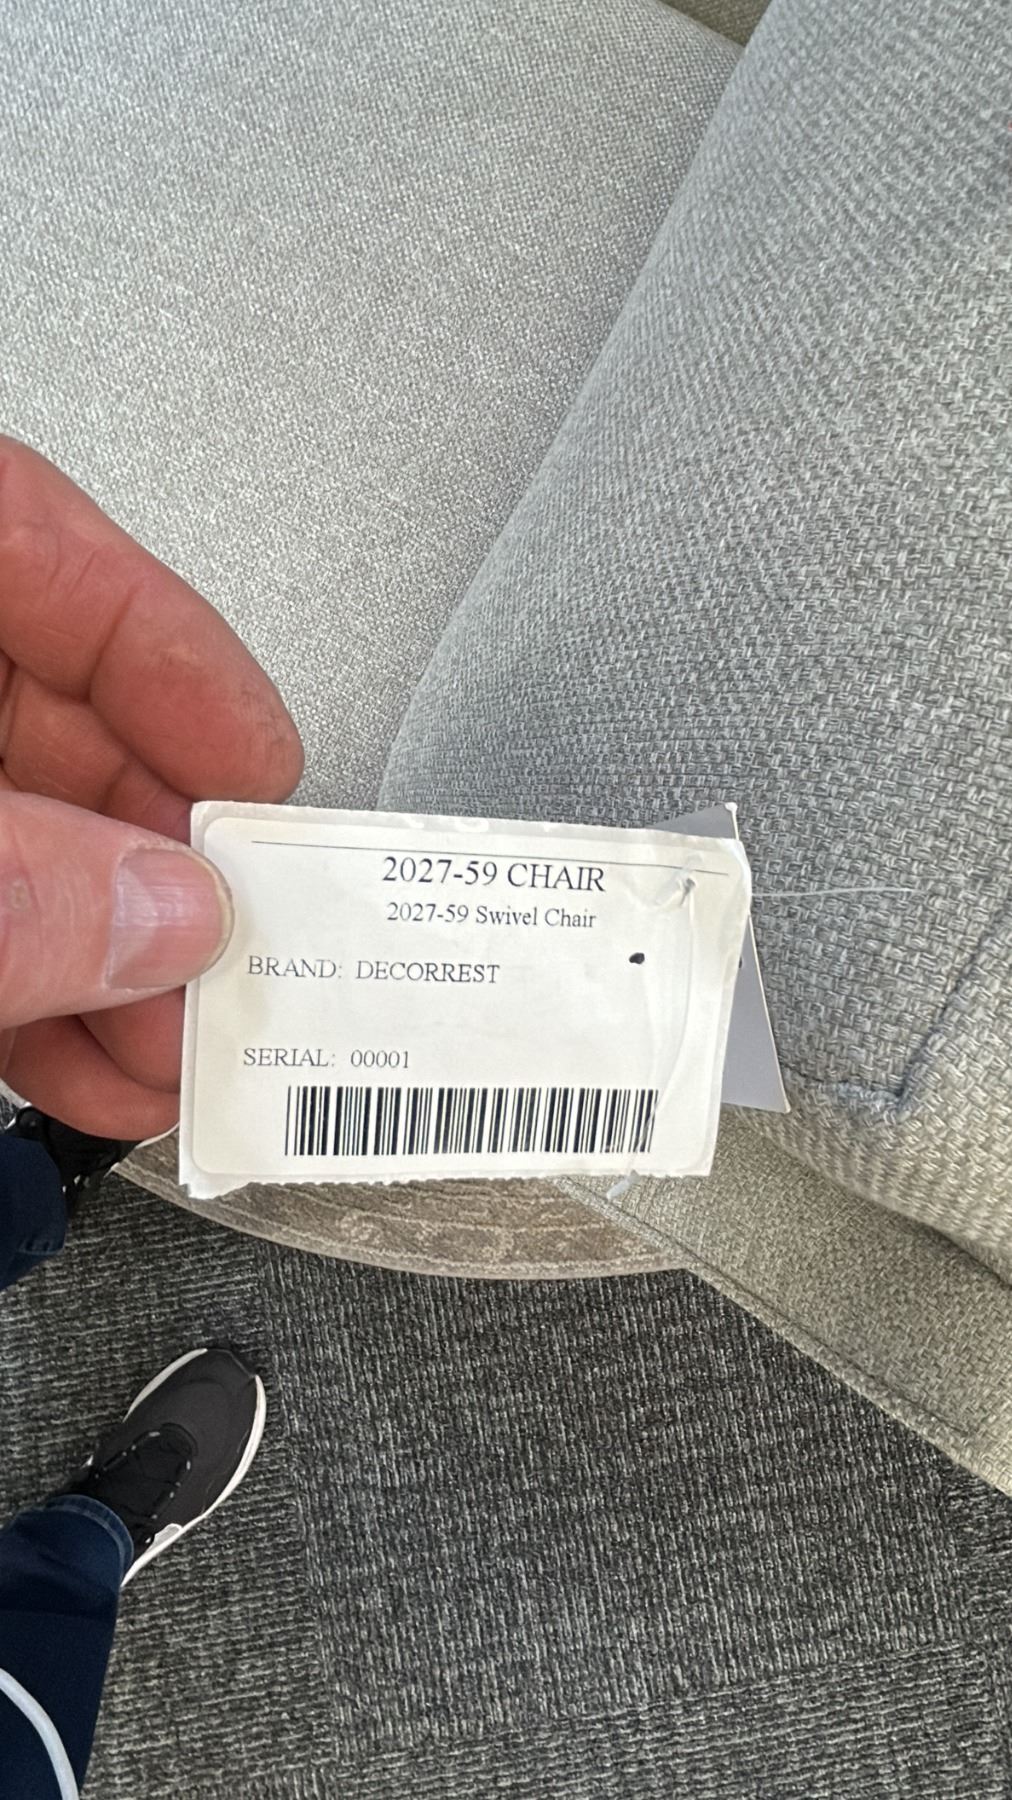 2027-59 CHAIR
2027-59 Swivel Chair
BRAND: DECORREST
SERIAL: 00001